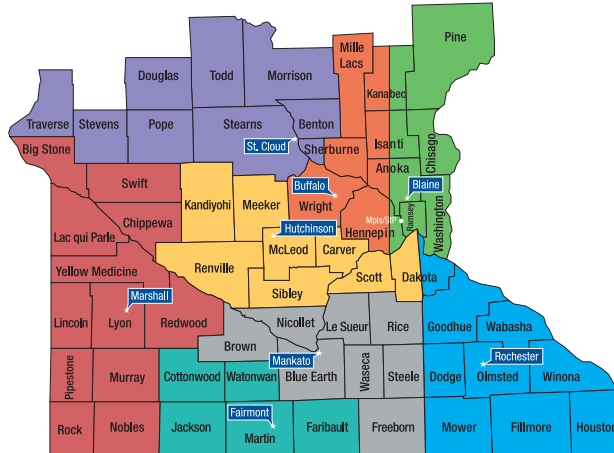 Pine
Mille
Lacs
Douglas
Todd
Morrison
Kanabec
Traverse
Stevens
Pope
Stearns
Benton
Isanti
Chisago
Big Stone
St. Cloud
Sherburne
Anoka
Swift
Kandiyohi
Meeker
Buffalo
Wright
Blaine
Washington
Chippewa
Mpls/StP
Ramsey
Hutchinson
Hennepin
Lac qui Parle
McLeod
Carver
Renville
Yellow Medicine
Scott
Dakota
Marshall
Sibley
Lincoln
Lyon
Redwood
Nicollet
Le Sueur
Rice
Goodhue
Wabasha
Brown
Mankato
Rochester
Pipestone
Murray
Cottonwood
Watonwan
Blue Earth
Waseca
Steele
Dodge
Olmsted
Winona
Fairmont
Rock
Nobles
Jackson
Martin
Faribault
Freeborn
Mower
Fillmore
Houston